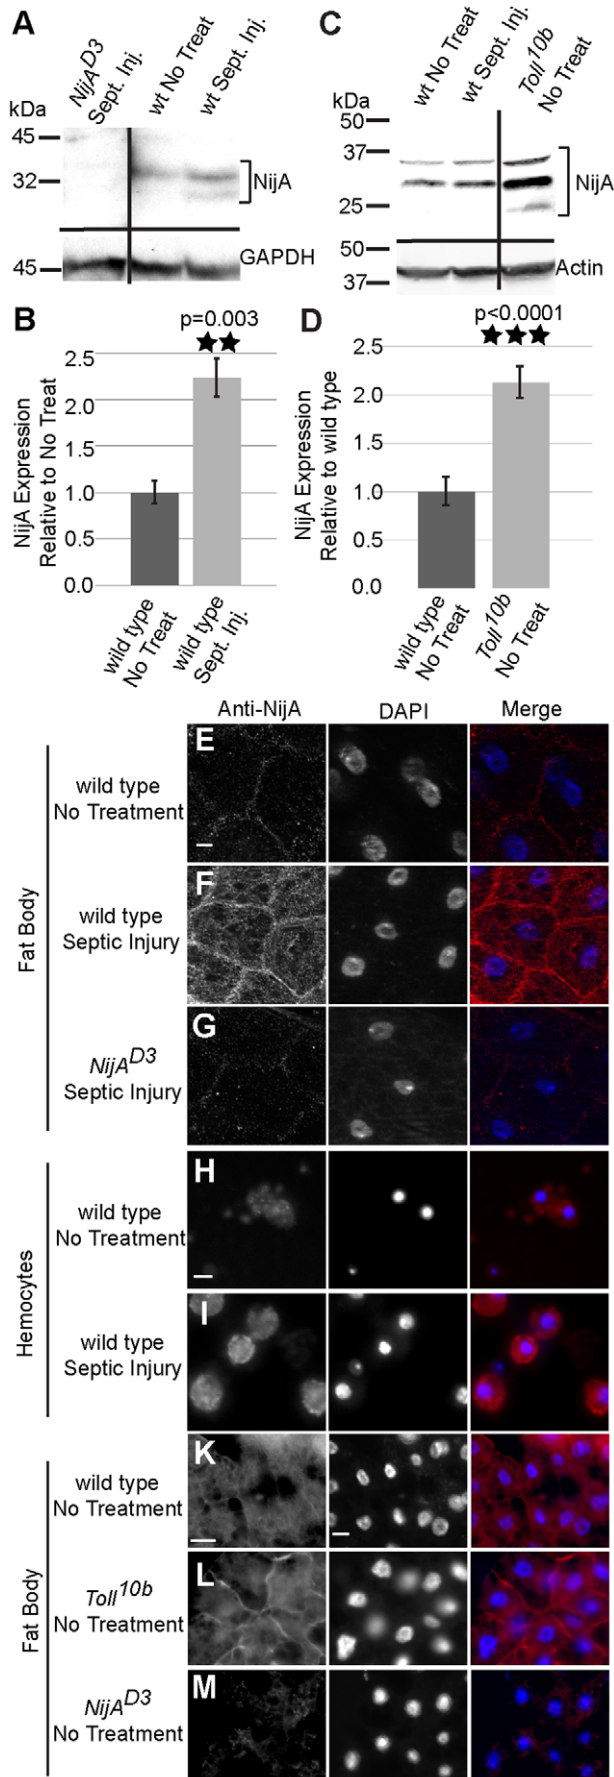 A
NijA^D3
Sept. Inj.
wt No Treat
wt Sept. Inj.
kDa
45
32
NijA
45
GAPDH
C
wt No Treat
wt Sept. Inj.
Toll^10b
No Treat
kDa
50
37
25
NijA
50
37
Actin
B
p=0.003
★★
NijA Expression
Relative to No Treat
2.5
2.0
1.5
1.0
0.5
0.0
wild type
No Treat
wild type
Sept. Inj.
D
p<0.0001
★★★
NijA Expression
Relative to wild type
2.5
2.0
1.5
1.0
0.5
0.0
wild type
No Treat
Toll^10b
No Treat
Anti-NijA
DAPI
Merge
Fat Body
wild type
No Treatment
E
wild type
Septic Injury
F
NijA^D3
Septic Injury
G
Hemocytes
wild type
No Treatment
H
wild type
Septic Injury
I
Fat Body
wild type
No Treatment
K
Toll^10b
No Treatment
L
NijA^D3
No Treatment
M